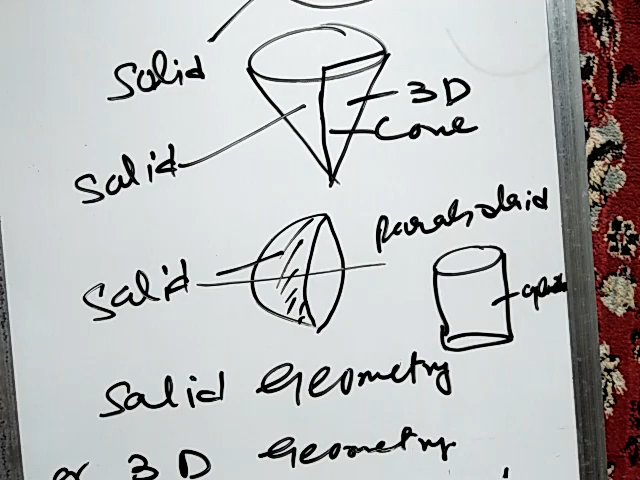 Solid
3D
Cone
Solid
Paraboloid
Solid
Solid Geometry
or 3D Geometry